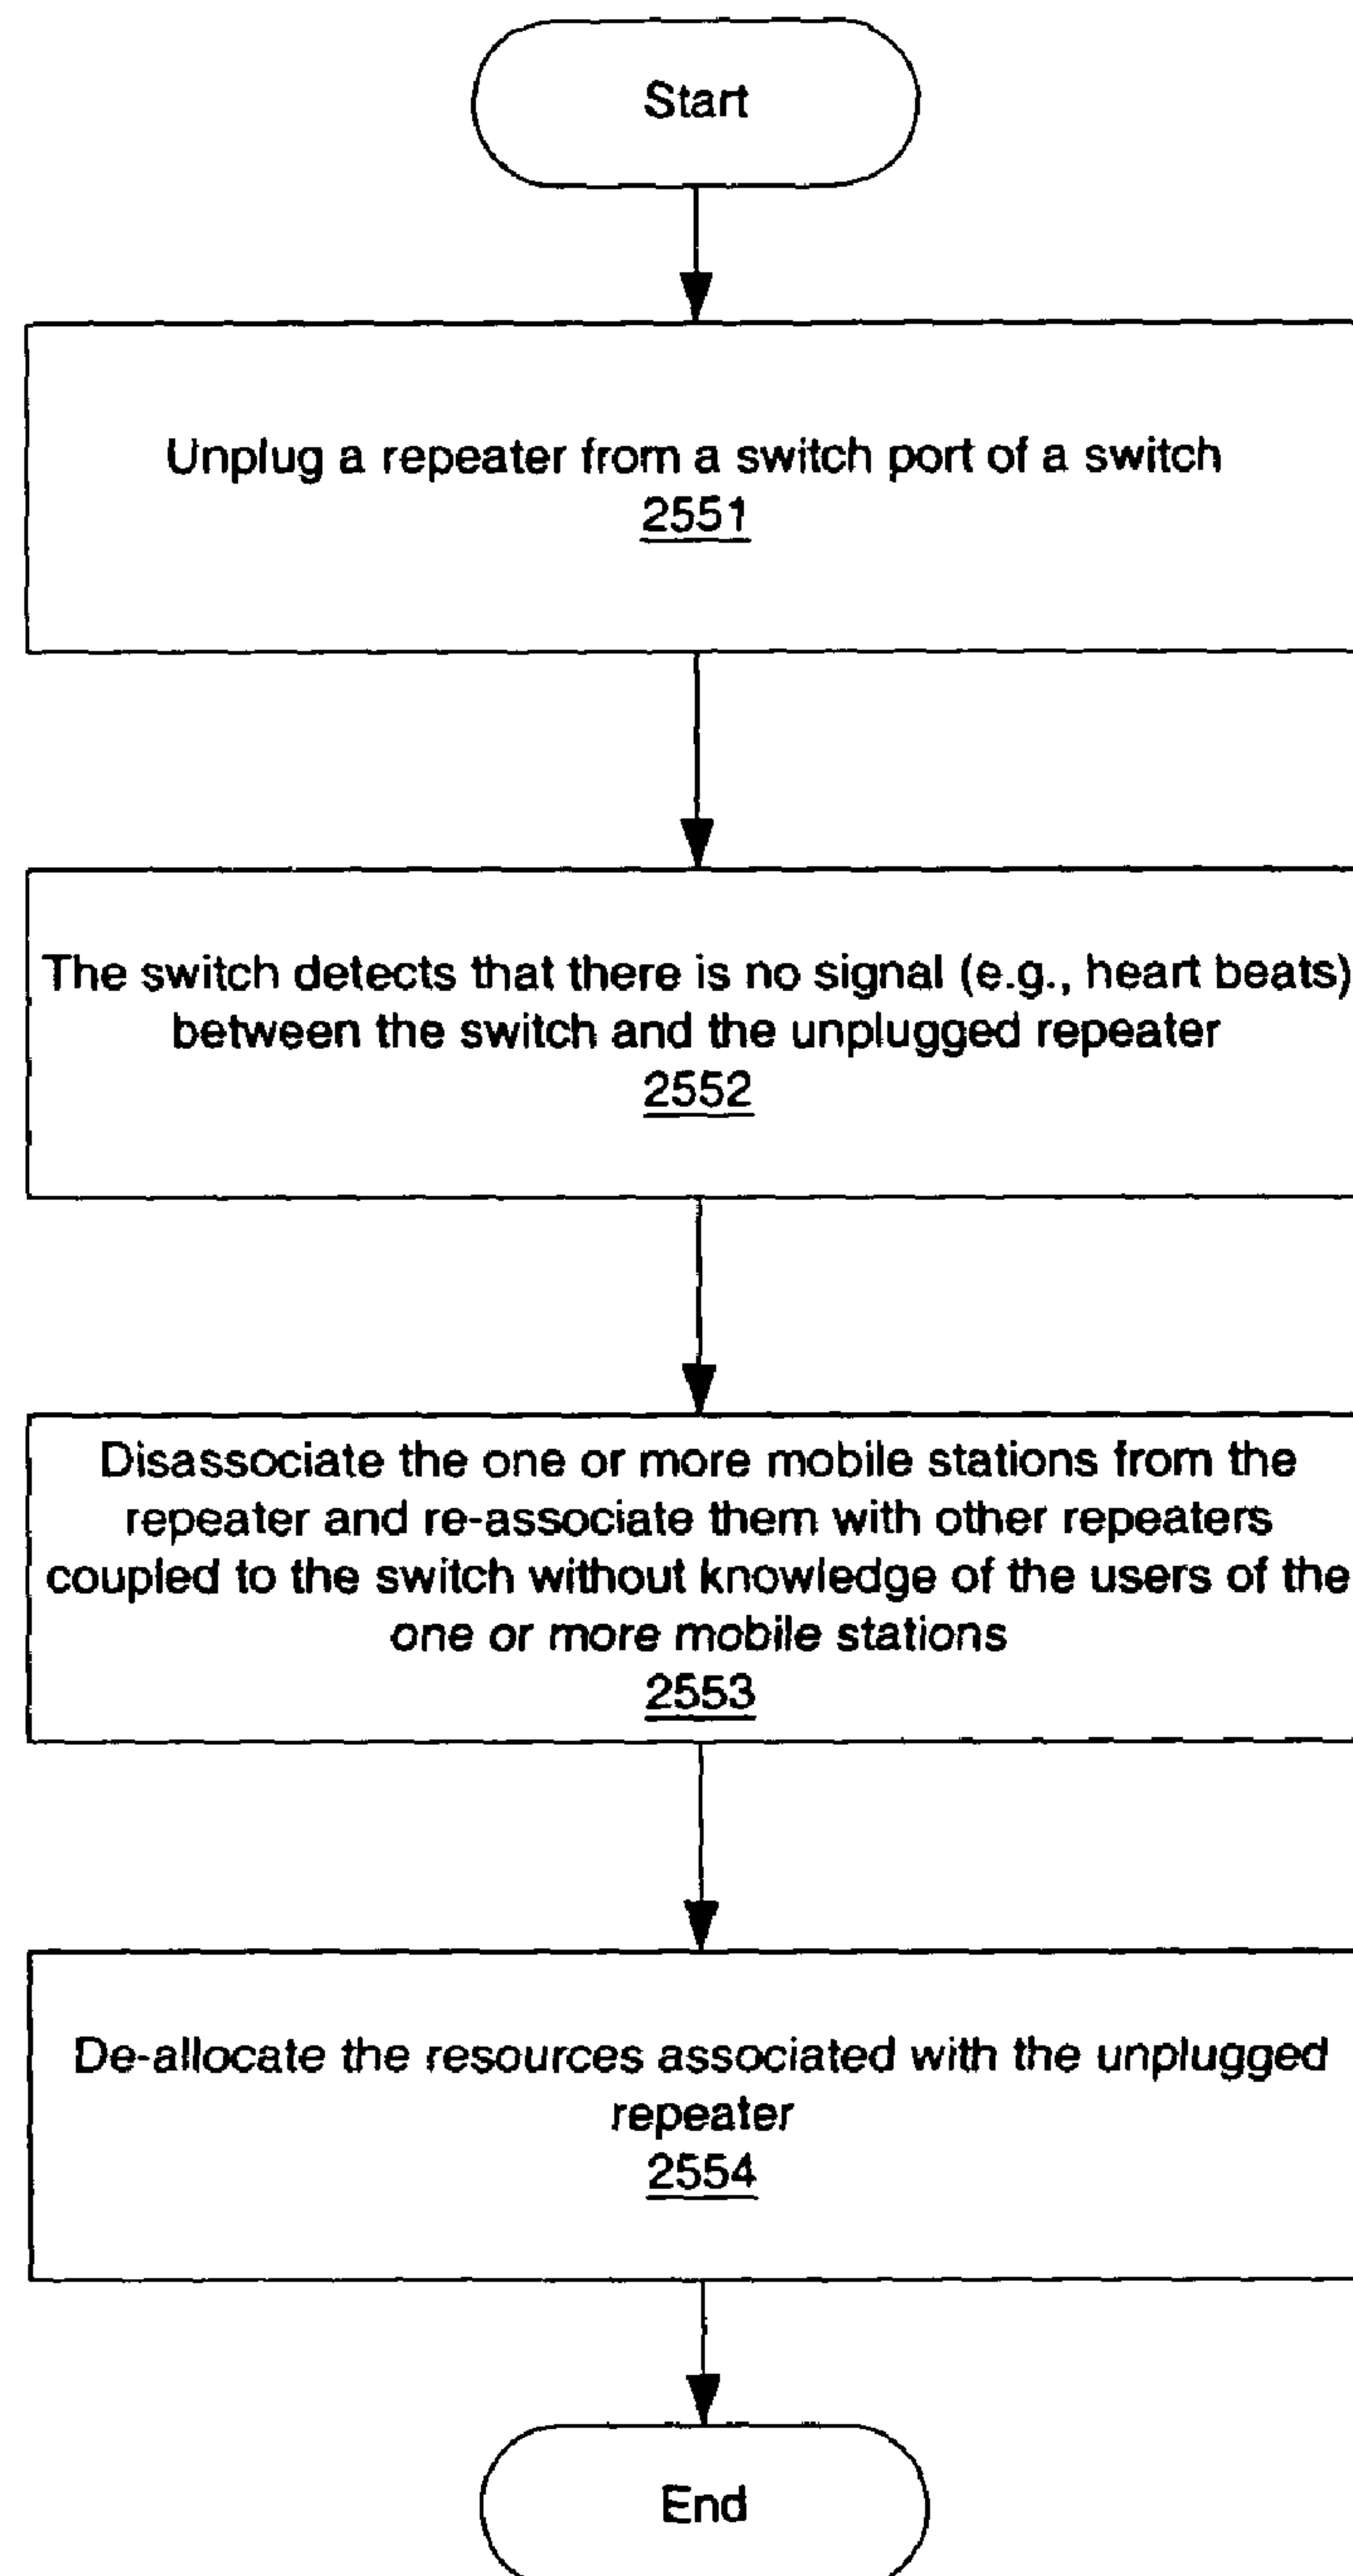 Start
Unplug a repeater from a switch port of a switch
2551
The switch detects that there is no signal (e.g., heart beats)
between the switch and the unplugged repeater
2552
Disassociate the one or more mobile stations from the
repeater and re-associate them with other repeaters
coupled to the switch without knowledge of the users of the
one or more mobile stations
2553
De-allocate the resources associated with the unplugged
repeater
2554
End